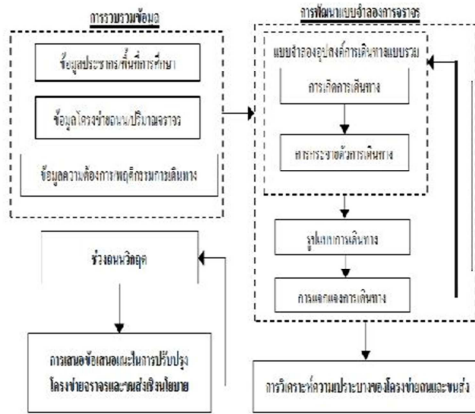 การรวบรวมข้อมูล
ข้อมูลประชากร/พื้นที่การศึกษา
ข้อมูลโครงข่ายถนน/ปริมาณจราจร
ข้อมูลความต้องการ/พฤติกรรมการเดินทาง
การพัฒนาแบบจำลองการจราจร
แบบจำลองอุปสงค์การเดินทางแบบรวม
การเกิดการเดินทาง
การกระจายตัวการเดินทาง
รูปแบบการเดินทาง
การแจกแจงการเดินทาง
การวิเคราะห์ความเปราะบางของโครงข่ายถนนและขนส่ง
ช่วงถนนวิกฤต
การเสนอข้อเสนอแนะในการปรับปรุง
โครงข่ายจราจรและขนส่งเชิงนโยบาย